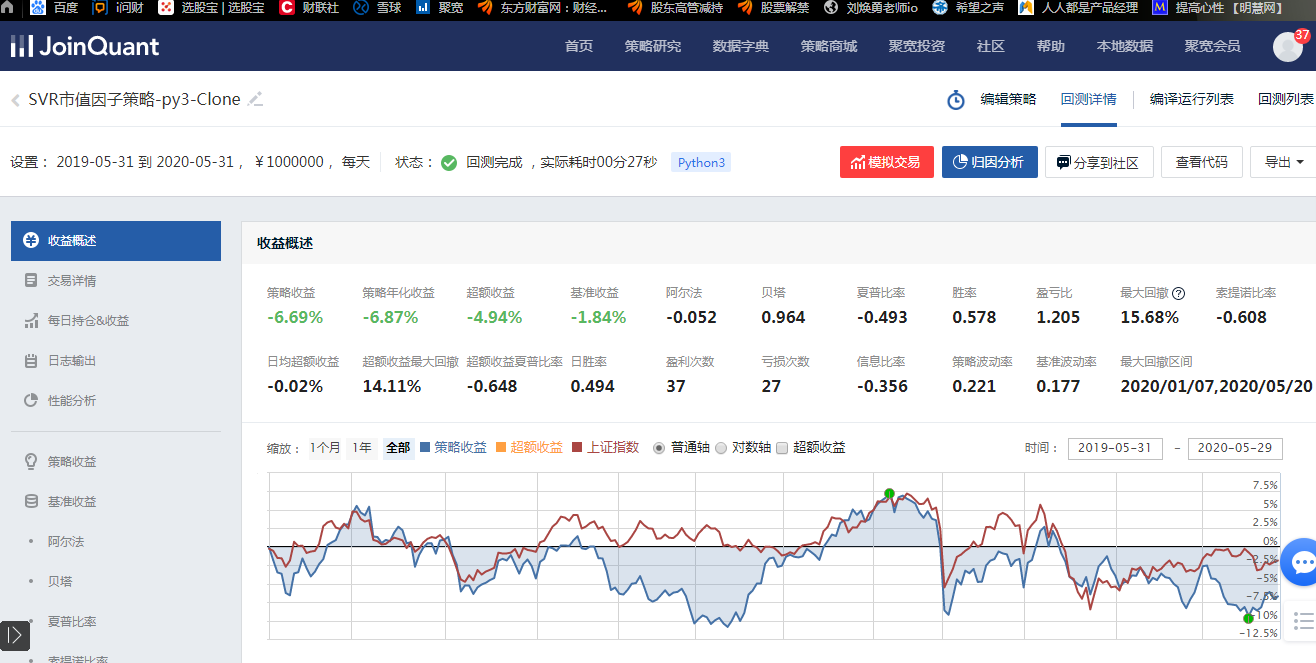 百度 i问财 选股宝 | 选股宝 财联社 雪球 聚宽 东方财富网：财经... 股东高管减持 股票解禁 刘焕勇老师io 希望之声 人人都是产品经理 提高心性 【明慧网】
JoinQuant 首页 策略研究 数据字典 策略商城 聚宽投资 社区 帮助 本地数据 聚宽会员 37
SVR市值因子策略-py3-Clone 编辑策略 回测详情 编译运行列表 回测列表
设置： 2019-05-31 到 2020-05-31， ￥1000000， 每天 状态： 回测完成 ，实际耗时00分27秒 Python3 模拟交易 归因分析 分享到社区 查看代码 导出
收益概述 收益概述
交易详情
每日持仓&收益
日志输出
性能分析
策略收益
基准收益
阿尔法
贝塔
夏普比率
索提诺比率
策略收益 策略年化收益 超额收益 基准收益 阿尔法 贝塔 夏普比率 胜率 盈亏比 最大回撤 ? 索提诺比率
-6.69% -6.87% -4.94% -1.84% -0.052 0.964 -0.493 0.578 1.205 15.68% -0.608
日均超额收益 超额收益最大回撤 超额收益夏普比率 日胜率 盈利次数 亏损次数 信息比率 策略波动率 基准波动率 最大回撤区间
-0.02% 14.11% -0.648 0.494 37 27 -0.356 0.221 0.177 2020/01/07,2020/05/20
缩放： 1个月 1年 全部 策略收益 超额收益 上证指数 普通轴 对数轴 超额收益 时间： 2019-05-31 - 2020-05-29
7.5%
5%
2.5%
0%
-2.5%
-5%
-7.5%
-10%
-12.5%